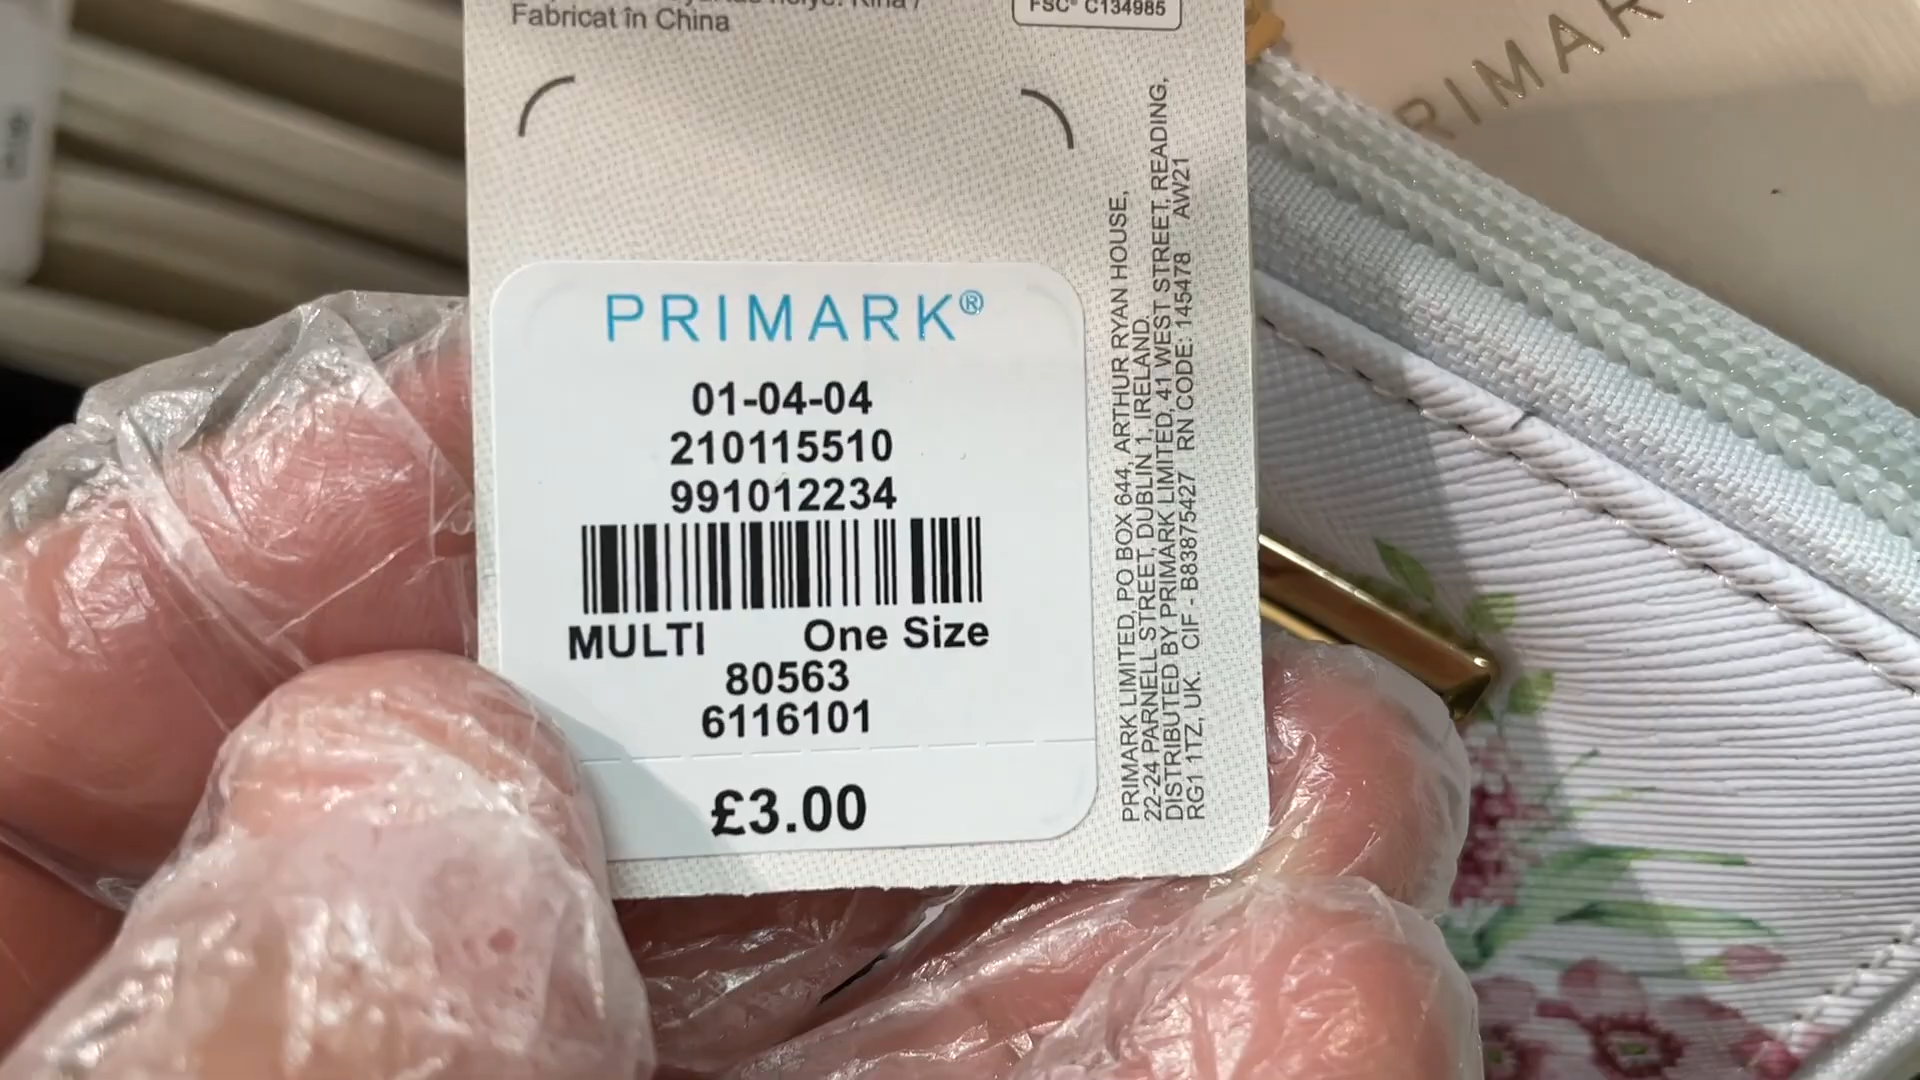 Fabricat în China
FSC® C134985
PRIMARK®
01-04-04
210115510
991012234
MULTI One Size
80563
6116101
£3.00
PRIMARK LIMITED, PO BOX 644, ARTHUR RYAN HOUSE,
22-24 PARNELL STREET, DUBLIN 1, IRELAND.
DISTRIBUTED BY PRIMARK LIMITED, 41 WEST STREET, READING,
RG1 1TZ, UK. CIF - B83875427 RN CODE: 145478 AW21
PRIMAR